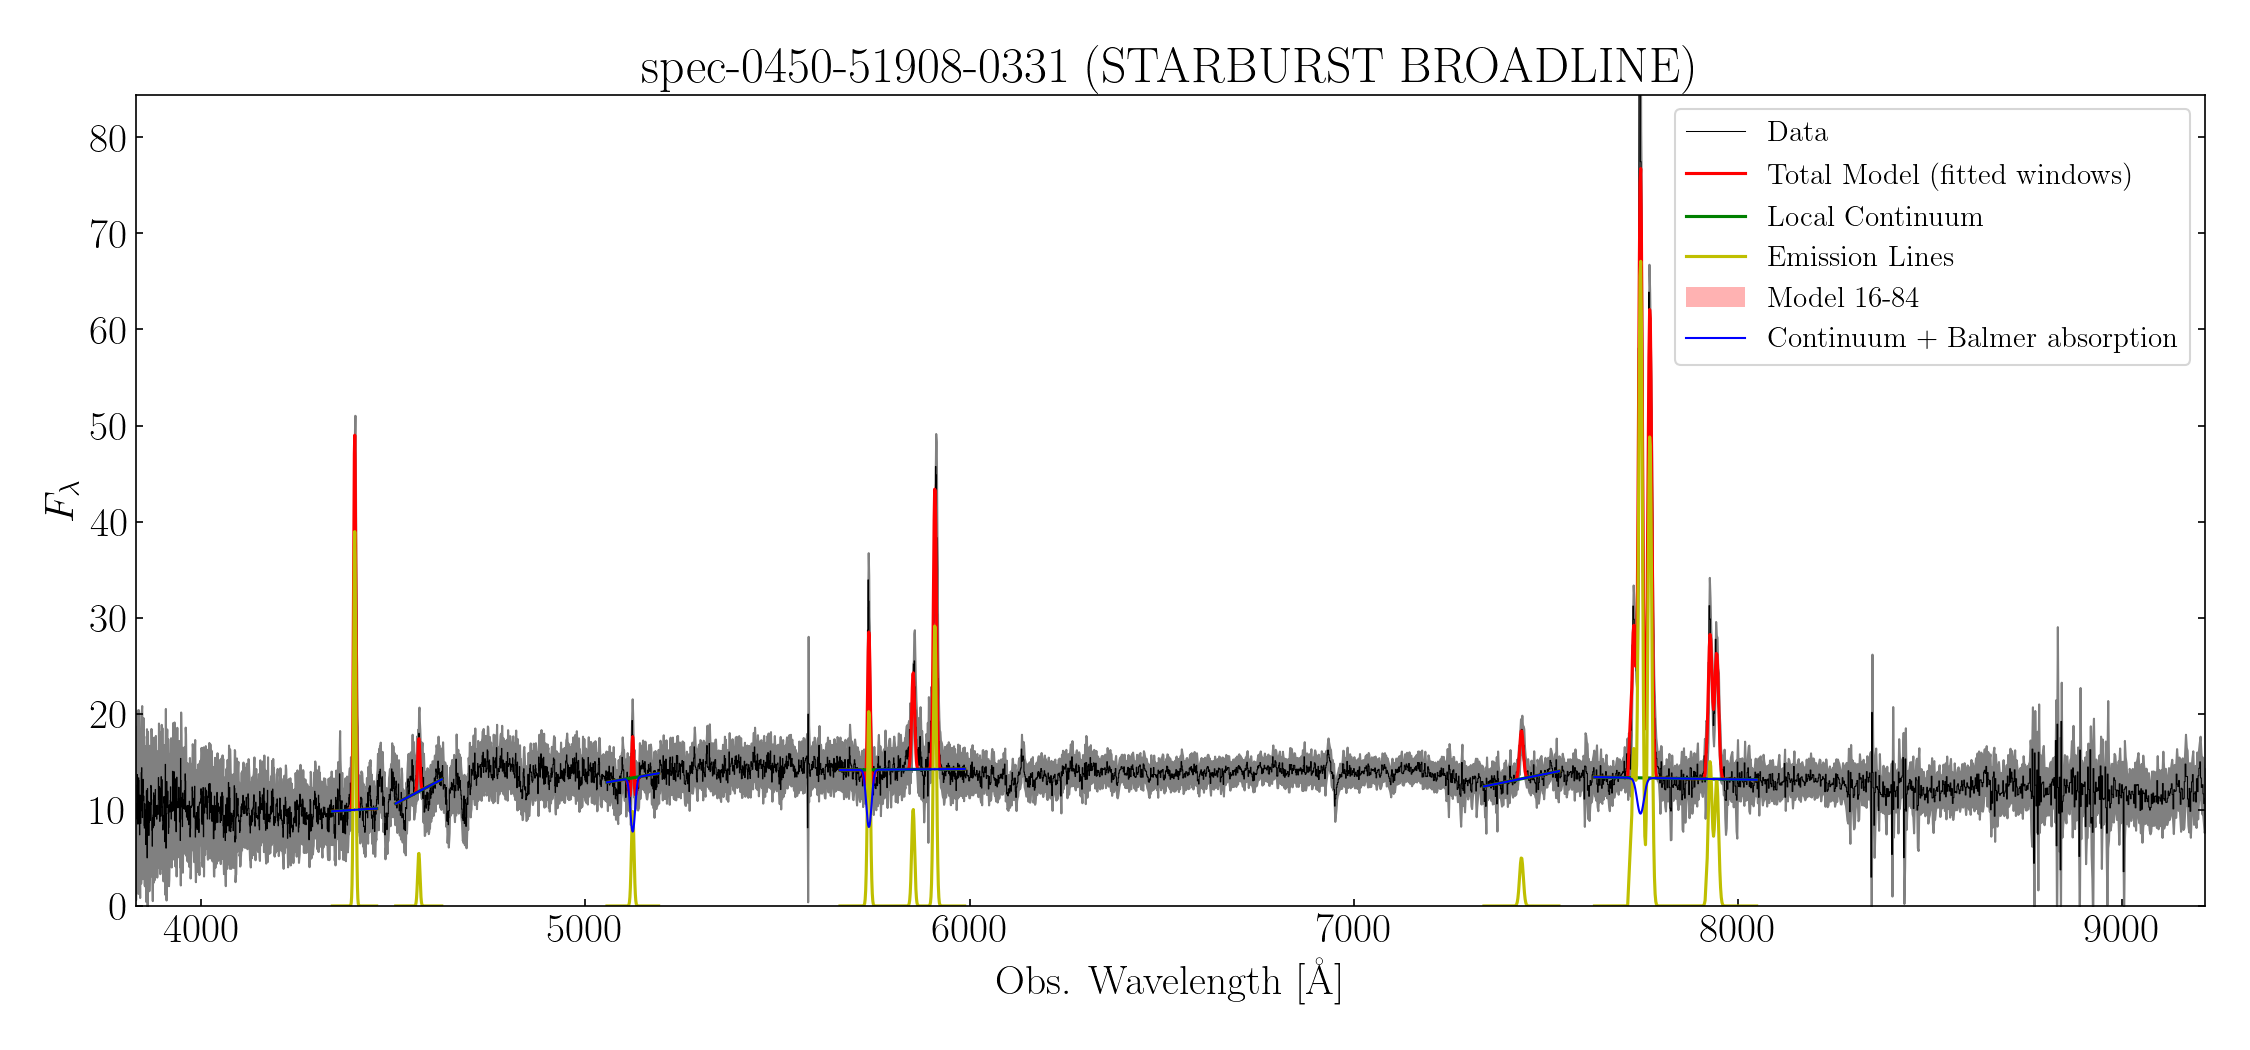 spec-0450-51908-0331 (STARBURST BROADLINE)
Data
Total Model (fitted windows)
Local Continuum
Emission Lines
Model 16-84
Continuum + Balmer absorption
80
70
60
50
40
30
20
10
0
F_λ
4000 5000 6000 7000 8000 9000
Obs. Wavelength [Å]